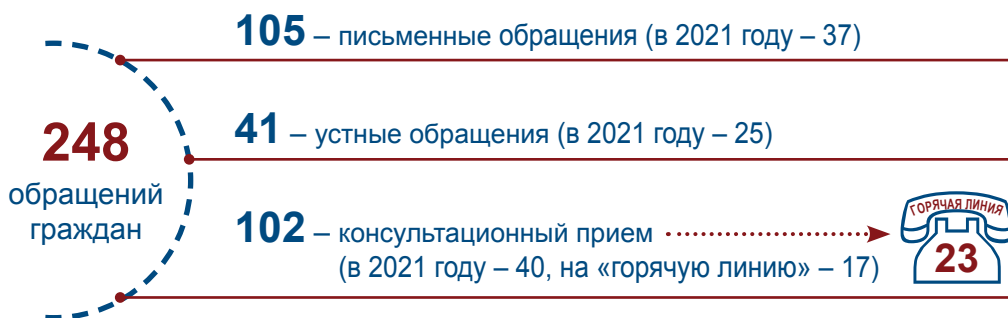 105 – письменные обращения (в 2021 году – 37)
248
обращений
граждан
41 – устные обращения (в 2021 году – 25)
102 – консультационный прием
(в 2021 году – 40, на «горячую линию» – 17)
ГОРЯЧАЯ ЛИНИЯ
23